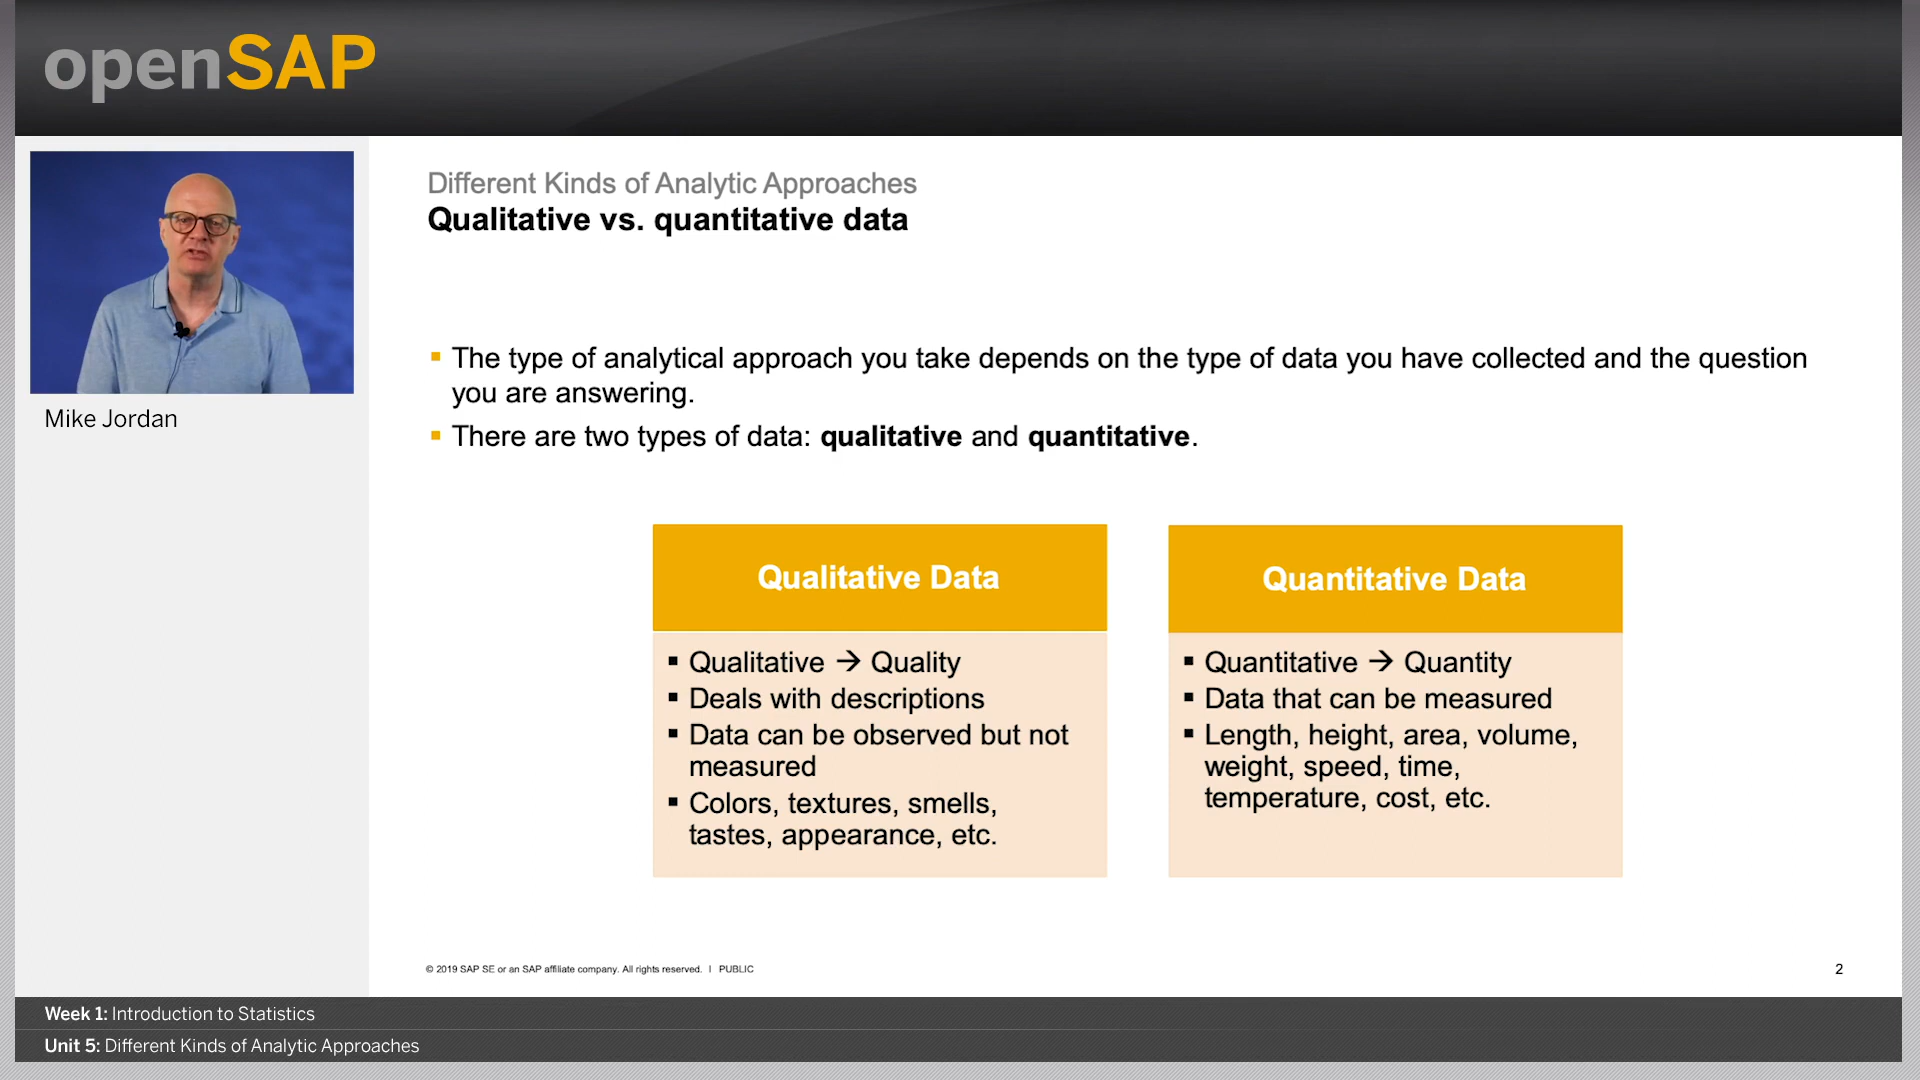 openSAP
Mike Jordan
Different Kinds of Analytic Approaches
Qualitative vs. quantitative data
▪ The type of analytical approach you take depends on the type of data you have collected and the question
you are answering.
▪ There are two types of data: qualitative and quantitative.
Qualitative Data
▪ Qualitative → Quality
▪ Deals with descriptions
▪ Data can be observed but not
measured
▪ Colors, textures, smells,
tastes, appearance, etc.
Quantitative Data
▪ Quantitative → Quantity
▪ Data that can be measured
▪ Length, height, area, volume,
weight, speed, time,
temperature, cost, etc.
© 2019 SAP SE or an SAP affiliate company. All rights reserved. | PUBLIC
2
Week 1: Introduction to Statistics
Unit 5: Different Kinds of Analytic Approaches